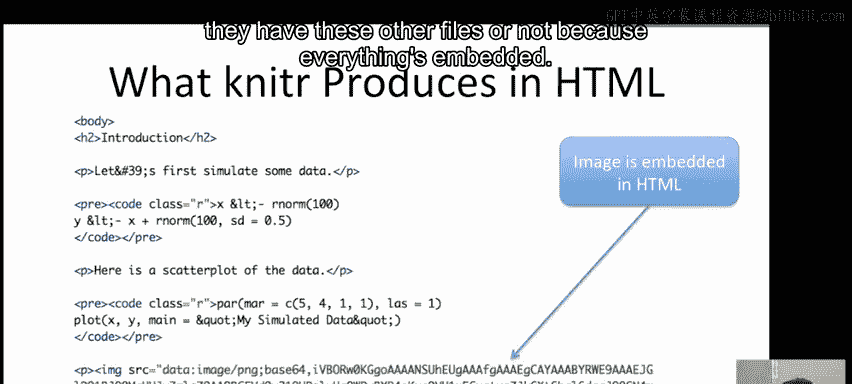 they have these other files or not because
everything's embedded.
What knitr Produces in HTML
<body>
<h2>Introduction</h2>
<p>Let&#39;s first simulate some data.</p>
<pre><code class="r">x &lt;- rnorm(100)
y &lt;- x + rnorm(100, sd = 0.5)
</code></pre>
<p>Here is a scatterplot of the data.</p>
<pre><code class="r">par(mar = c(5, 4, 1, 1), las = 1)
plot(x, y, main = &quot;My Simulated Data&quot;)
</code></pre>
Image is embedded
in HTML
<p><img src="data:image/png;base64,